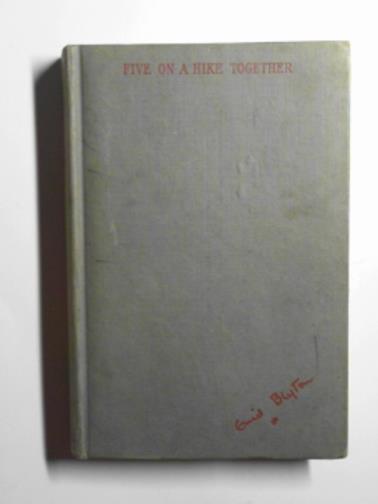 FIVE ON A HIKE TOGETHER
Enid Blyton